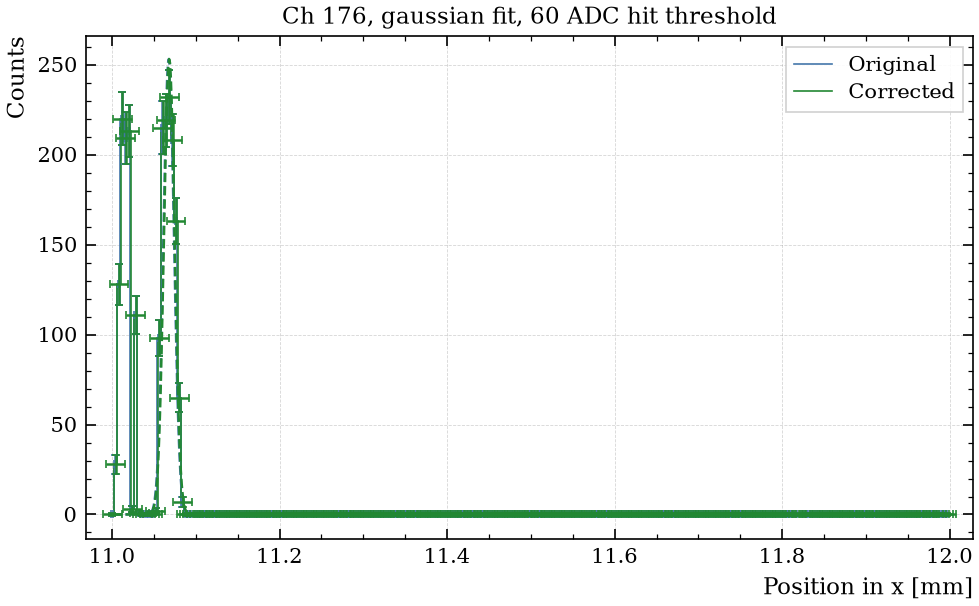 Ch 176, gaussian fit, 60 ADC hit threshold
Counts
Original
Corrected
250
200
150
100
50
0
11.0 11.2 11.4 11.6 11.8 12.0
Position in x [mm]